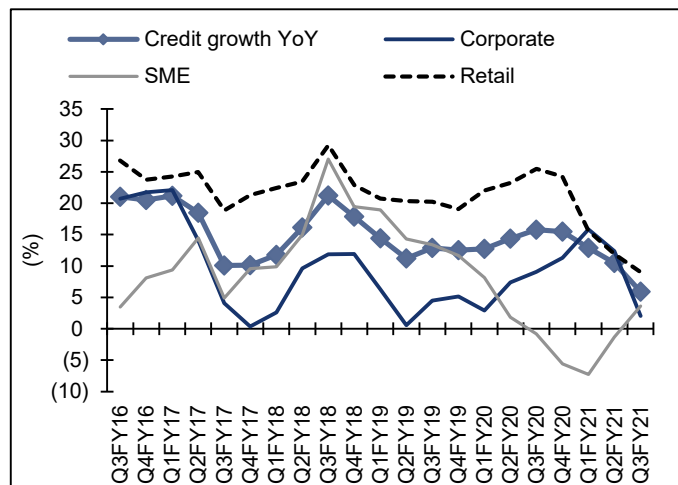 Credit growth YoY
Corporate
SME
Retail
(%)
35
30
25
20
15
10
5
0
(5)
(10)
Q3FY16
Q4FY16
Q1FY17
Q2FY17
Q3FY17
Q4FY17
Q1FY18
Q2FY18
Q3FY18
Q4FY18
Q1FY19
Q2FY19
Q3FY19
Q4FY19
Q1FY20
Q2FY20
Q3FY20
Q4FY20
Q1FY21
Q2FY21
Q3FY21